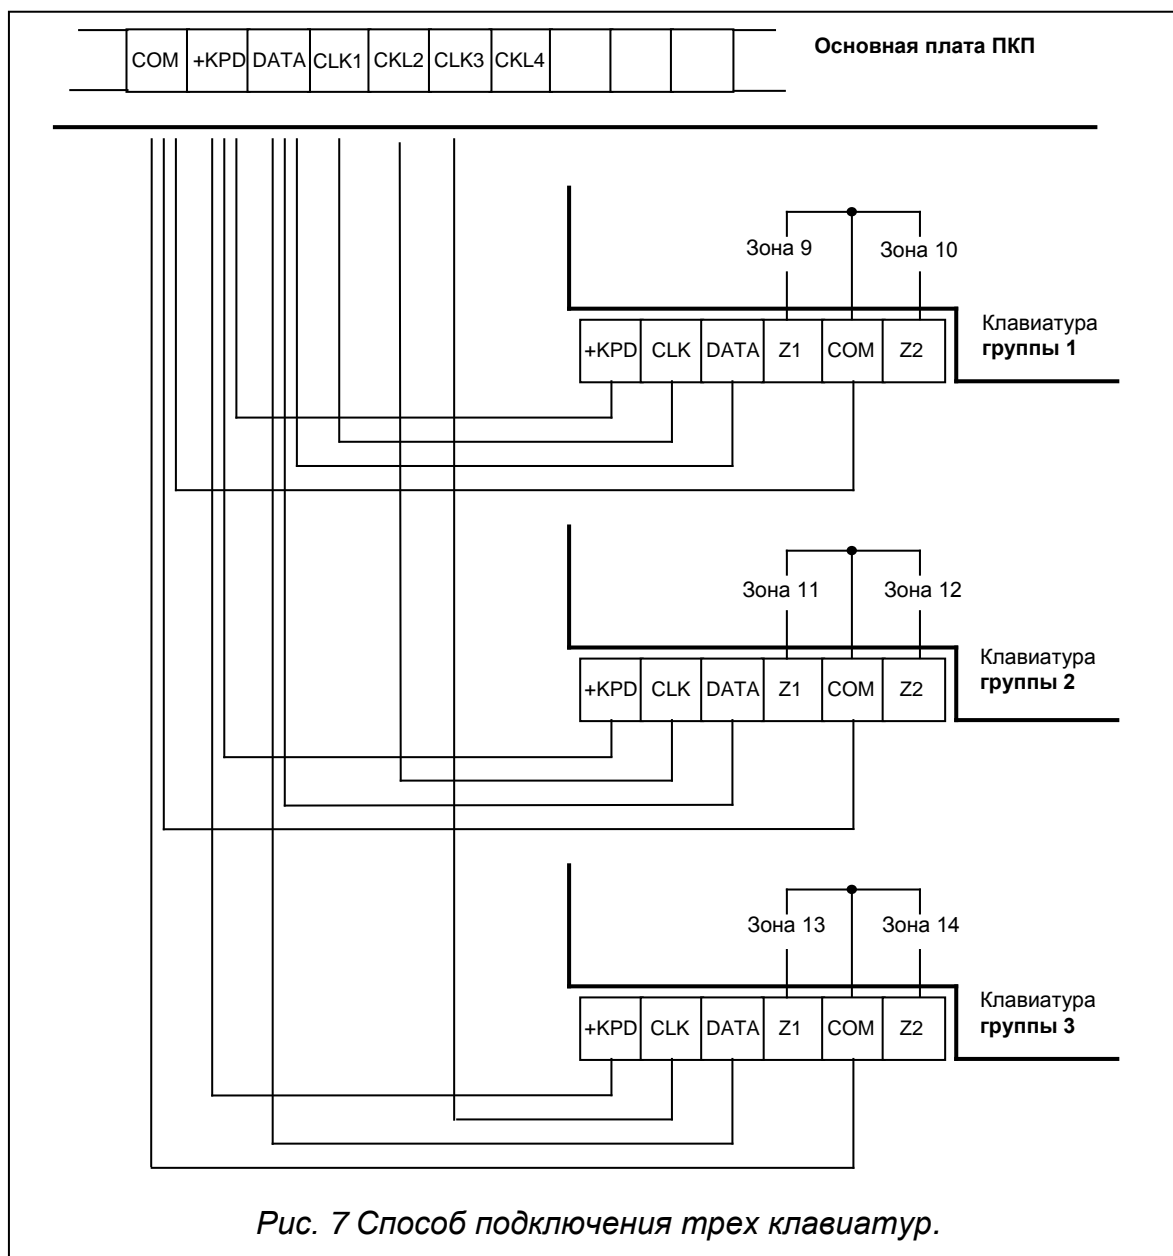 Основная плата ПКП
COM +KPD DATA CLK1 CKL2 CLK3 CKL4
Зона 9 Зона 10
+KPD CLK DATA Z1 COM Z2
Клавиатура
группы 1
Зона 11 Зона 12
+KPD CLK DATA Z1 COM Z2
Клавиатура
группы 2
Зона 13 Зона 14
+KPD CLK DATA Z1 COM Z2
Клавиатура
группы 3
Рис. 7 Способ подключения трех клавиатур.